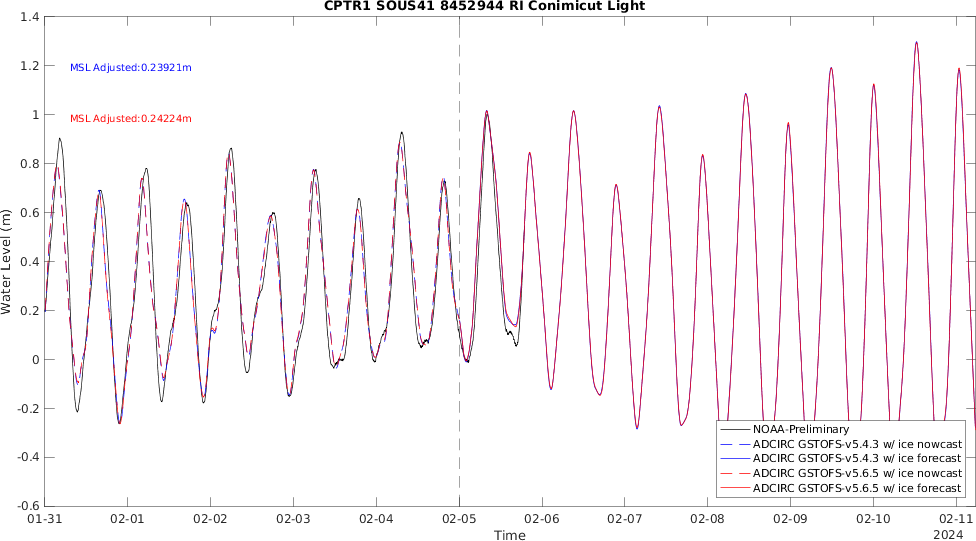 CPTR1 SOUS41 8452944 RI Conimicut Light
1.4
1.2
1
0.8
0.6
0.4
0.2
0
-0.2
-0.4
-0.6
Water Level (m)
MSL Adjusted:0.23921m
MSL Adjusted:0.24224m
NOAA-Preliminary
ADCIRC GSTOFS-v5.4.3 w/ ice nowcast
ADCIRC GSTOFS-v5.4.3 w/ ice forecast
ADCIRC GSTOFS-v5.6.5 w/ ice nowcast
ADCIRC GSTOFS-v5.6.5 w/ ice forecast
01-31 02-01 02-02 02-03 02-04 02-05 02-06 02-07 02-08 02-09 02-10 02-11
Time
2024